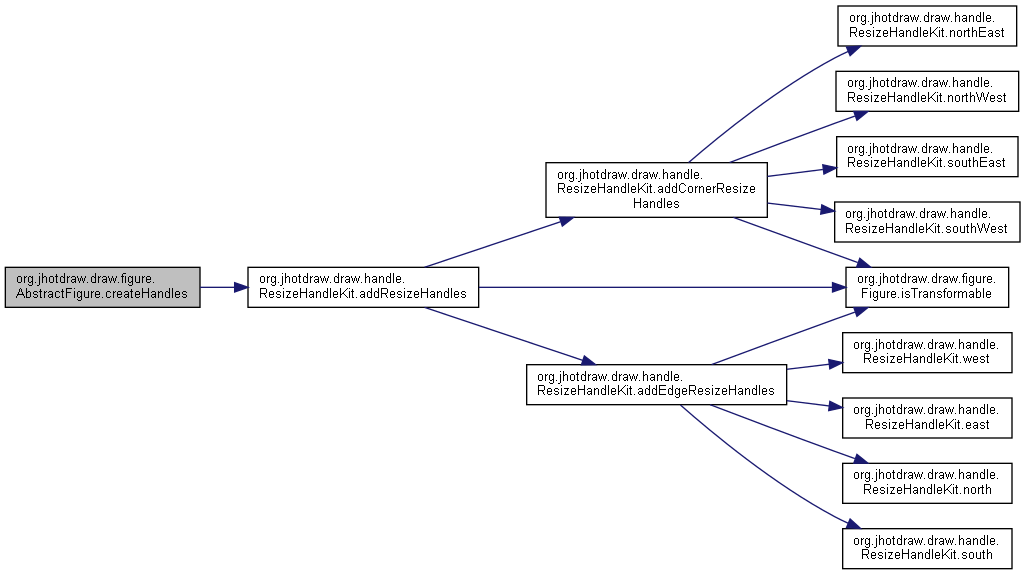 org.jhotdraw.draw.figure.
AbstractFigure.createHandles
org.jhotdraw.draw.handle.
ResizeHandleKit.addResizeHandles
org.jhotdraw.draw.handle.
ResizeHandleKit.addCornerResize
Handles
org.jhotdraw.draw.handle.
ResizeHandleKit.addEdgeResizeHandles
org.jhotdraw.draw.handle.
ResizeHandleKit.northEast
org.jhotdraw.draw.handle.
ResizeHandleKit.northWest
org.jhotdraw.draw.handle.
ResizeHandleKit.southEast
org.jhotdraw.draw.handle.
ResizeHandleKit.southWest
org.jhotdraw.draw.figure.
Figure.isTransformable
org.jhotdraw.draw.handle.
ResizeHandleKit.west
org.jhotdraw.draw.handle.
ResizeHandleKit.east
org.jhotdraw.draw.handle.
ResizeHandleKit.north
org.jhotdraw.draw.handle.
ResizeHandleKit.south